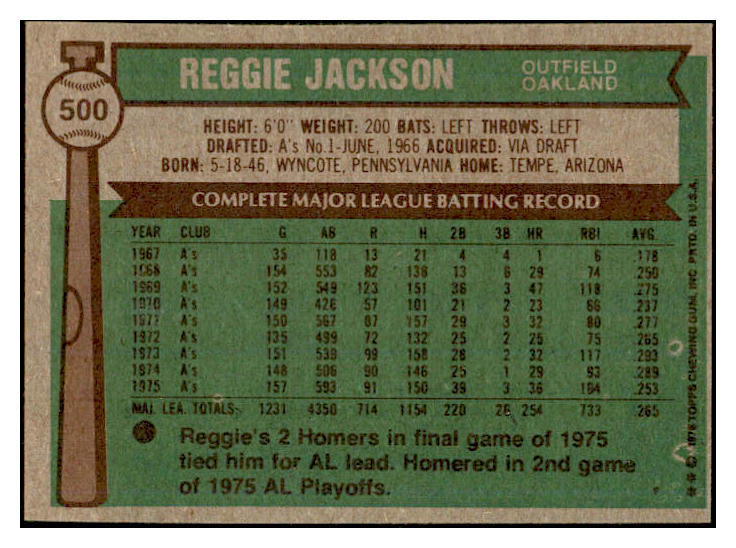 500
REGGIE JACKSON
OUTFIELD
OAKLAND
HEIGHT: 6'0" WEIGHT: 200 BATS: LEFT THROWS: LEFT
DRAFTED: A's No.1-JUNE, 1966 ACQUIRED: VIA DRAFT
BORN: 5-18-46, WYNCOTE, PENNSYLVANIA HOME: TEMPE, ARIZONA
COMPLETE MAJOR LEAGUE BATTING RECORD
YEAR CLUB G AB R H 2B 3B HR RBI AVG.
1967 A's 35 118 13 21 4 4 1 6 .178
1968 A's 154 553 82 138 13 6 29 74 .250
1969 A's 152 549 123 151 36 3 47 118 .275
1970 A's 149 426 57 101 21 2 23 66 .237
1971 A's 150 567 87 157 29 3 32 80 .277
1972 A's 135 499 72 132 25 2 25 75 .265
1973 A's 151 539 99 158 28 2 32 117 .293
1974 A's 148 506 90 146 25 1 29 93 .289
1975 A's 157 593 91 150 39 3 36 104 .253
MAJ. LEA. TOTALS 1231 4350 714 1154 220 26 254 733 .265
Reggie's 2 Homers in final game of 1975
tied him for AL lead. Homered in 2nd game
of 1975 AL Playoffs.
© 1976 TOPPS CHEWING GUM, INC. PRTD. IN U.S.A.